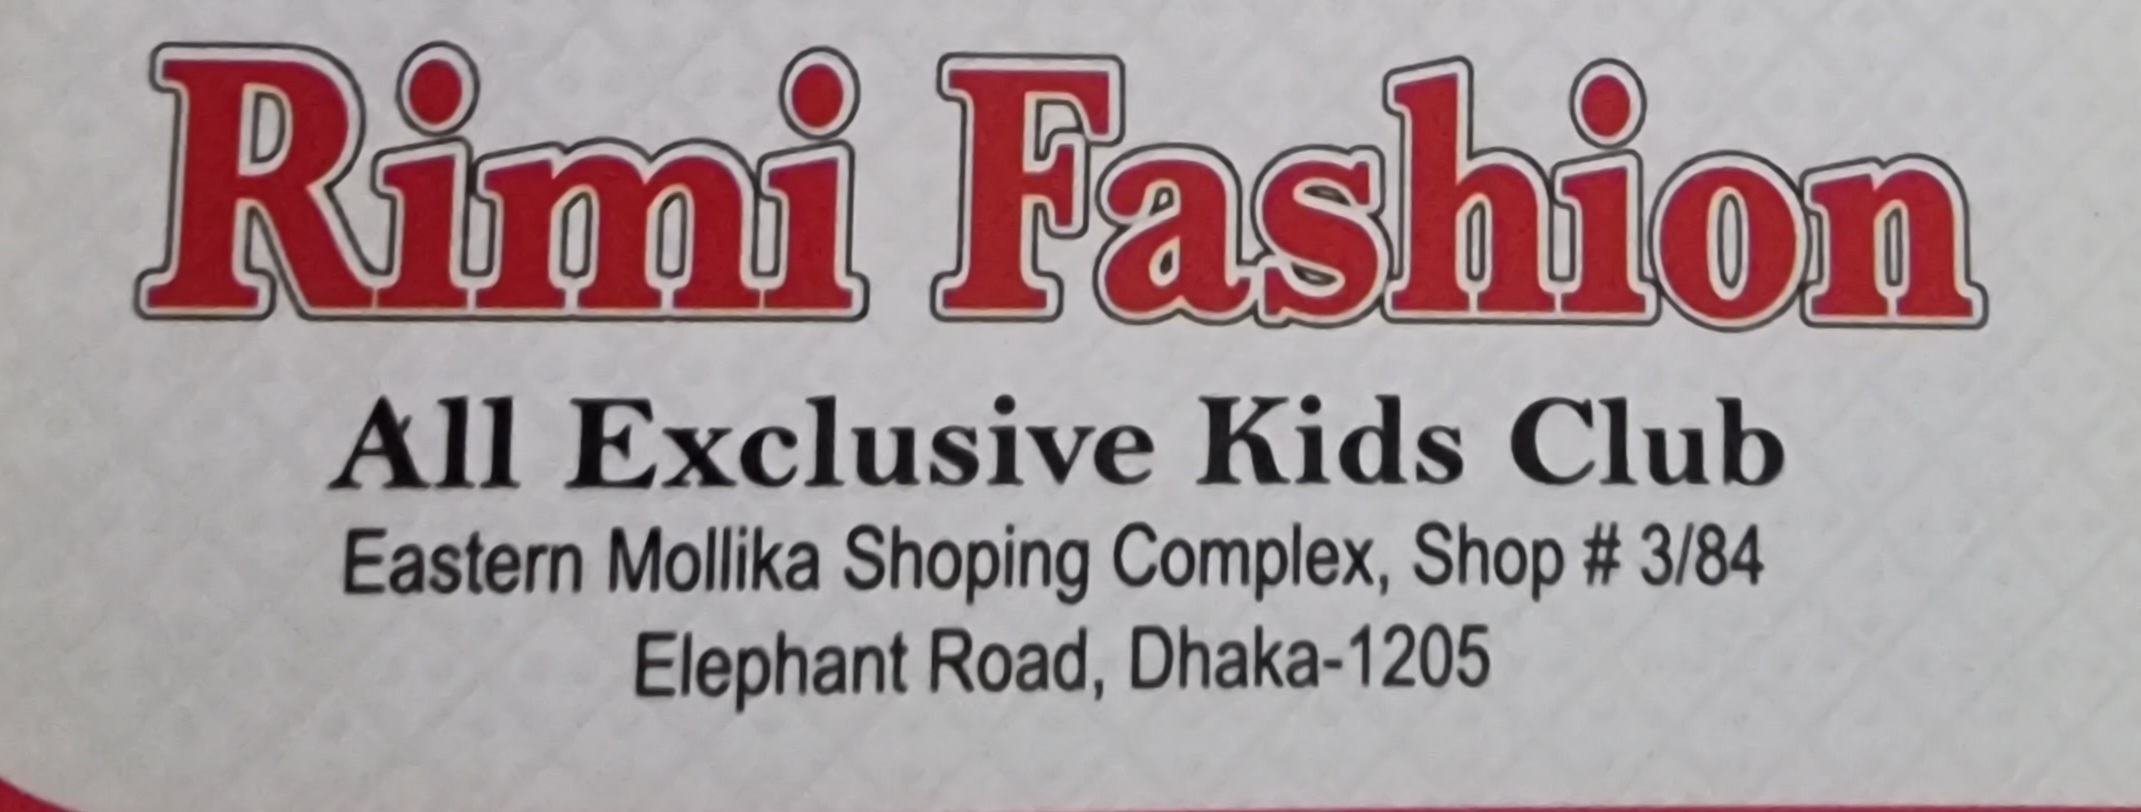 Rimi Fashion
All Exclusive Kids Club
Eastern Mollika Shoping Complex, Shop # 3/84
Elephant Road, Dhaka-1205